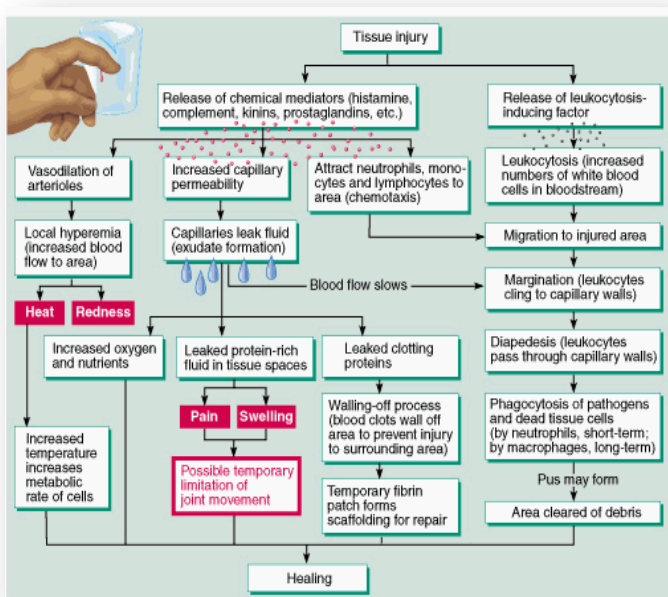 Tissue injury
Release of chemical mediators (histamine,
complement, kinins, prostaglandins, etc.)
Release of leukocytosis-
inducing factor
Vasodilation of
arterioles
Increased capillary
permeability
Attract neutrophils, mono-
cytes and lymphocytes to
area (chemotaxis)
Leukocytosis (increased
numbers of white blood
cells in bloodstream)
Local hyperemia
(increased blood
flow to area)
Capillaries leak fluid
(exudate formation)
Migration to injured area
Blood flow slows
Margination (leukocytes
cling to capillary walls)
Heat
Redness
Increased oxygen
and nutrients
Leaked protein-rich
fluid in tissue spaces
Leaked clotting
proteins
Diapedesis (leukocytes
pass through capillary walls)
Pain
Swelling
Walling-off process
(blood clots wall off
area to prevent injury
to surrounding area)
Phagocytosis of pathogens
and dead tissue cells
(by neutrophils, short-term;
by macrophages, long-term)
Increased
temperature
increases
metabolic
rate of cells
Possible temporary
limitation of
joint movement
Temporary fibrin
patch forms
scaffolding for repair
Pus may form
Area cleared of debris
Healing